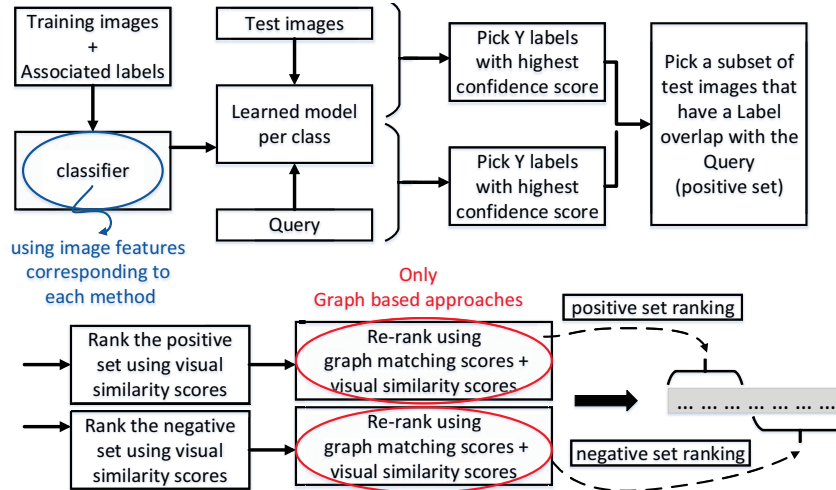 Training images
+
Associated labels
classifier
using image features
corresponding to
each method
Test images
Learned model
per class
Query
Pick Y labels
with highest
confidence score
Pick Y labels
with highest
confidence score
Pick a subset of
test images that
have a Label
overlap with the
Query
(positive set)
Only
Graph based approaches
Rank the positive
set using visual
similarity scores
Re-rank using
graph matching scores +
visual similarity scores
positive set ranking
Rank the negative
set using visual
similarity scores
Re-rank using
graph matching scores +
visual similarity scores
... ... ... ... ... ... ...
negative set ranking